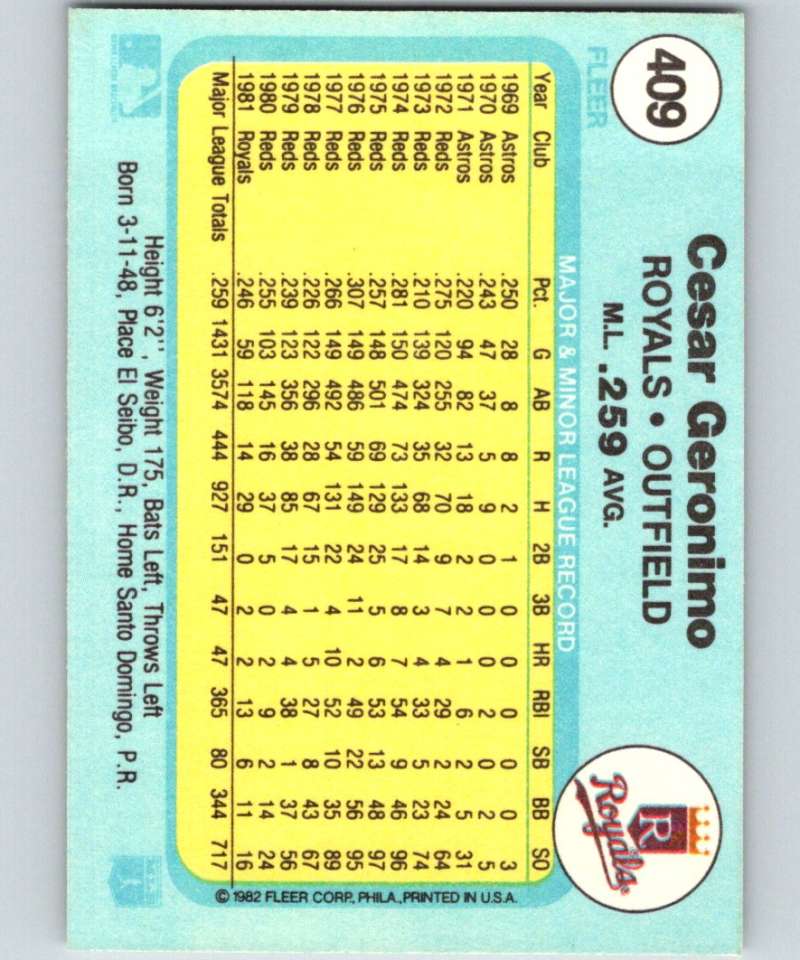 409
FLEER
Cesar Geronimo
ROYALS • OUTFIELD
M.L. .259 AVG.
Royals
R
MAJOR & MINOR LEAGUE RECORD
Year Club Pct. G AB R H 2B 3B HR RBI SB BB SO
1969 Astros .250 28 8 8 2 1 0 0 0 0 0 3
1970 Astros .243 47 37 5 9 0 0 0 2 0 2 5
1971 Astros .220 94 82 13 18 2 2 1 6 2 5 31
1972 Reds .275 120 255 32 70 9 7 4 29 2 24 64
1973 Reds .210 139 324 35 68 14 3 4 33 5 23 74
1974 Reds .281 150 474 73 133 17 8 7 54 9 46 96
1975 Reds .257 148 501 69 129 25 5 6 53 13 48 97
1976 Reds .307 149 486 59 149 24 11 2 49 22 56 95
1977 Reds .266 149 492 54 131 22 4 10 52 10 35 89
1978 Reds .226 122 296 28 67 15 1 5 27 8 43 67
1979 Reds .239 123 356 38 85 17 4 4 38 1 37 56
1980 Reds .255 103 145 16 37 5 0 2 9 2 14 24
1981 Royals .246 59 118 14 29 0 2 2 13 6 11 16
Major League Totals .259 1431 3574 444 927 151 47 47 365 80 344 717
© 1982 FLEER CORP., PHILA., PRINTED IN U.S.A.
Height 6'2'', Weight 175, Bats Left, Throws Left
Born 3-11-48, Place El Seibo, D.R., Home Santo Domingo, P.R.